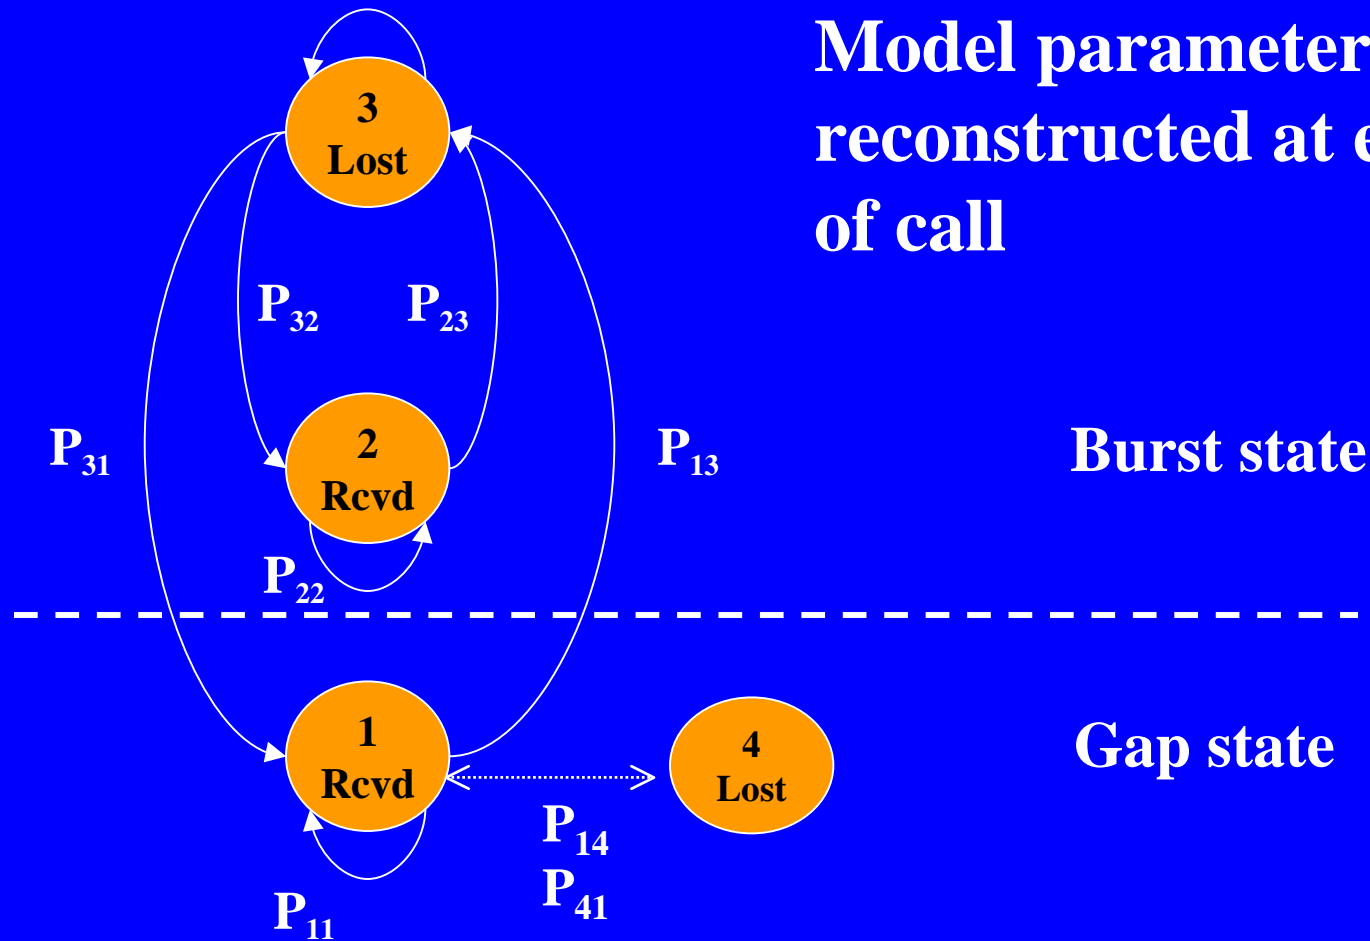 Model parameter
reconstructed at e
of call
3
Lost
P32
P23
P31
2
Rcvd
P13
Burst state
P22
1
Rcvd
4
Lost
Gap state
P14
P41
P11